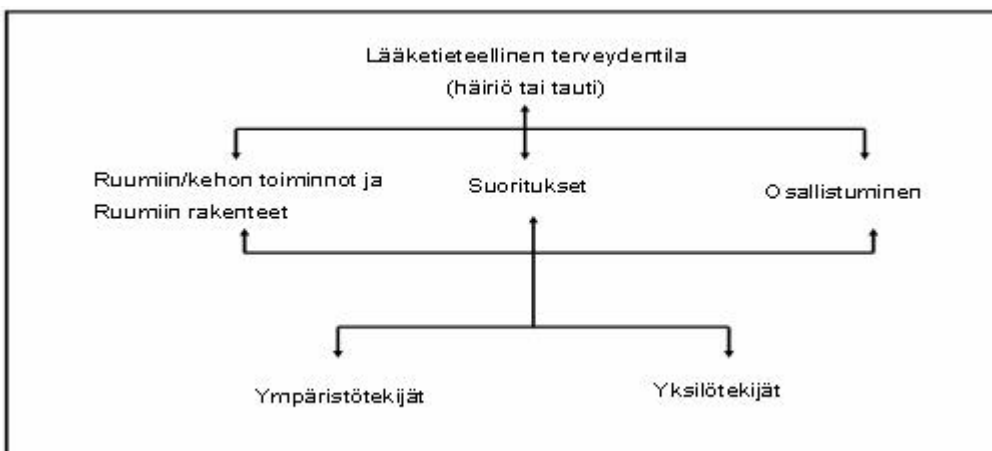 Lääketieteellinen terveydentila
(häiriö tai tauti)
Ruumiin/kehon toiminnot ja
Ruumiin rakenteet
Suoritukset
Osallistuminen
Ympäristötekijät
Yksilötekijät